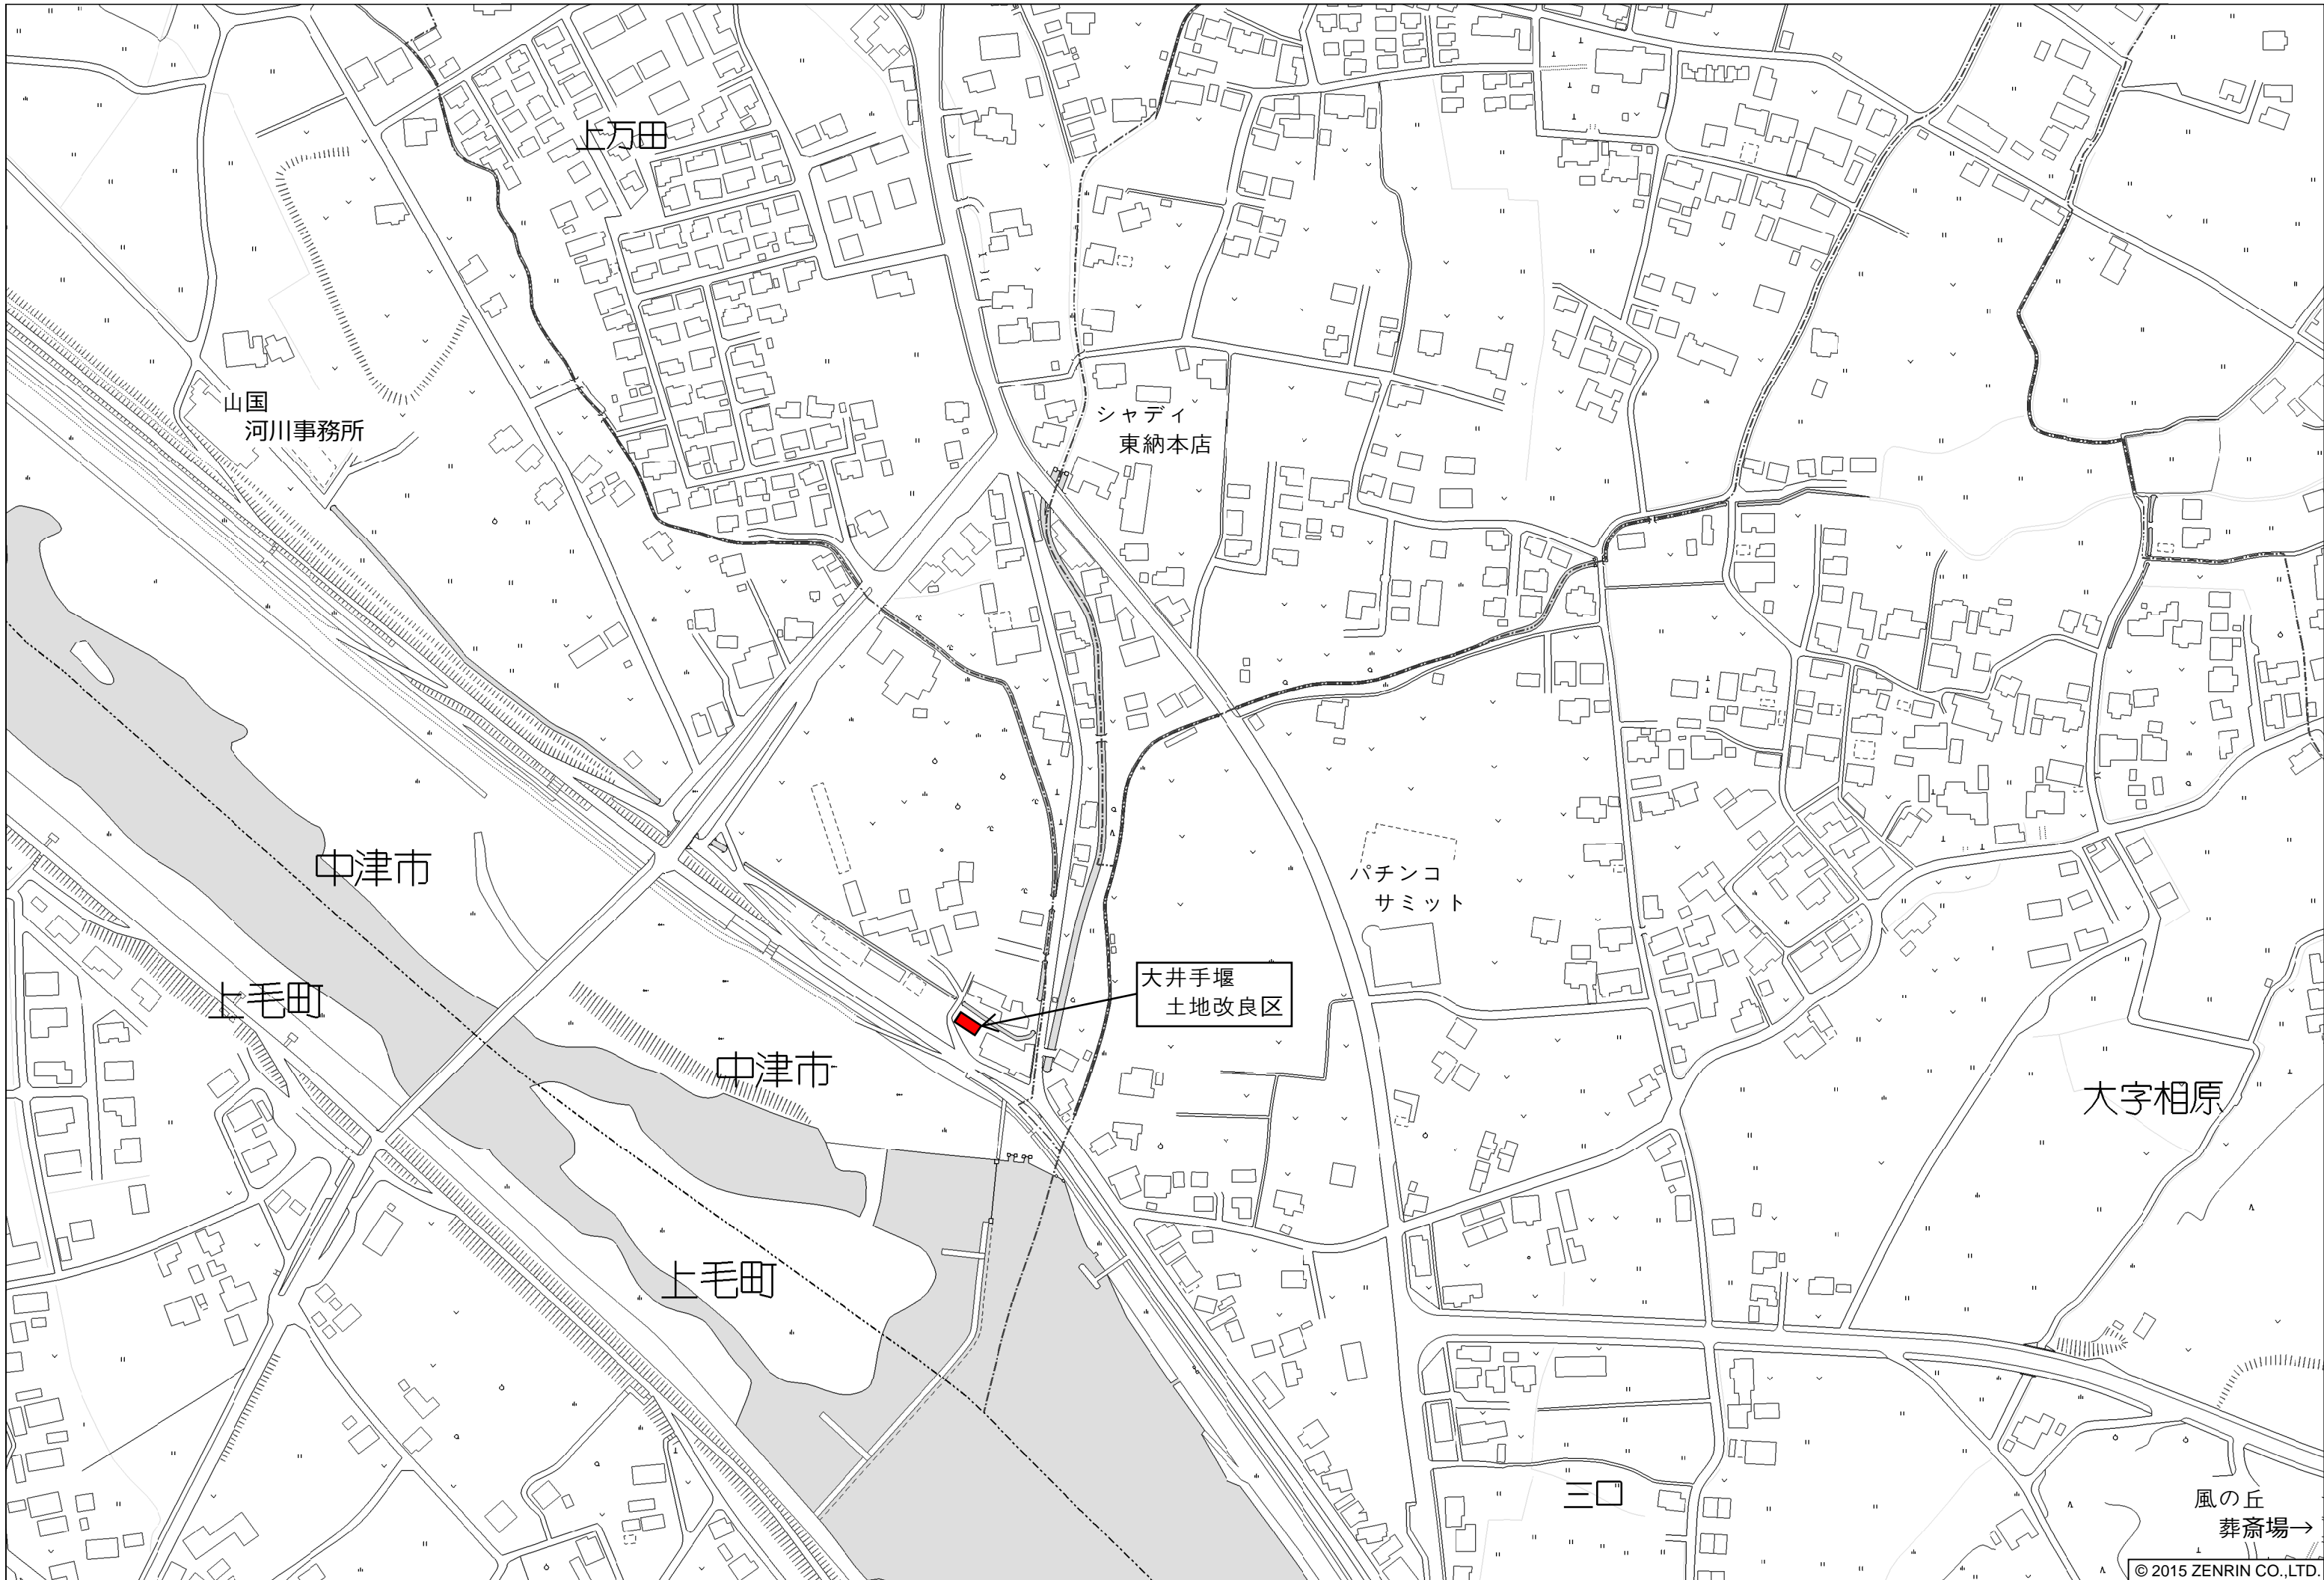 上万田
山国
河川事務所
シャディ
東納本店
中津市
パチンコ
サミット
大井手堰
土地改良区
上毛町
中津市
大字相原
上毛町
三口
風の丘
葬斎場→
© 2015 ZENRIN CO.,LTD.